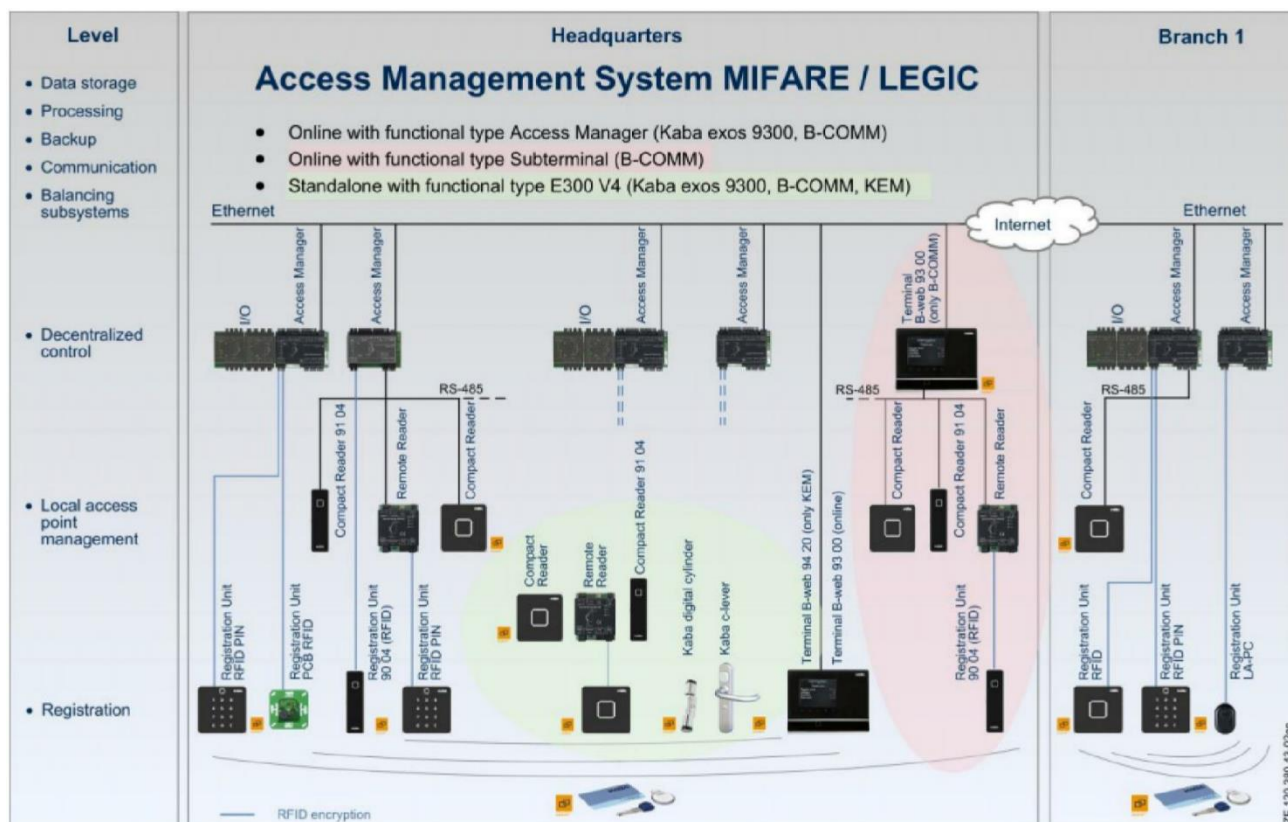 Level
• Data storage
• Processing
• Backup
• Communication
• Balancing
subsystems
• Decentralized
control
• Local access
point
management
• Registration
Headquarters
Access Management System MIFARE / LEGIC
• Online with functional type Access Manager (Kaba exos 9300, B-COMM)
• Online with functional type Subterminal (B-COMM)
• Standalone with functional type E300 V4 (Kaba exos 9300, B-COMM, KEM)
Ethernet
Internet
I/O
Access Manager
Access Manager
I/O
Access Manager
Access Manager
Terminal
B-web 93 00
(only B-COMM)
RS-485
RS-485
Compact Reader 91 04
Remote Reader
Compact Reader
Compact Reader 91 04
Compact Reader
Compact Reader 91 04
Remote Reader
Compact
Reader
Remote
Reader
Kaba digital cylinder
Kaba c-lever
Terminal B-web 94 20 (only KEM)
Terminal B-web 93 00 (online)
Registration Unit
RFID PIN
Registration Unit
PCB RFID
Registration Unit
90 04 (RFID)
Registration Unit
RFID PIN
Registration Unit
90 04 (RFID)
RFID encryption
Branch 1
Ethernet
I/O
Access Manager
Access Manager
RS-485
Compact Reader
Registration Unit
RFID
Registration Unit
RFID PIN
Registration Unit
LA-PC